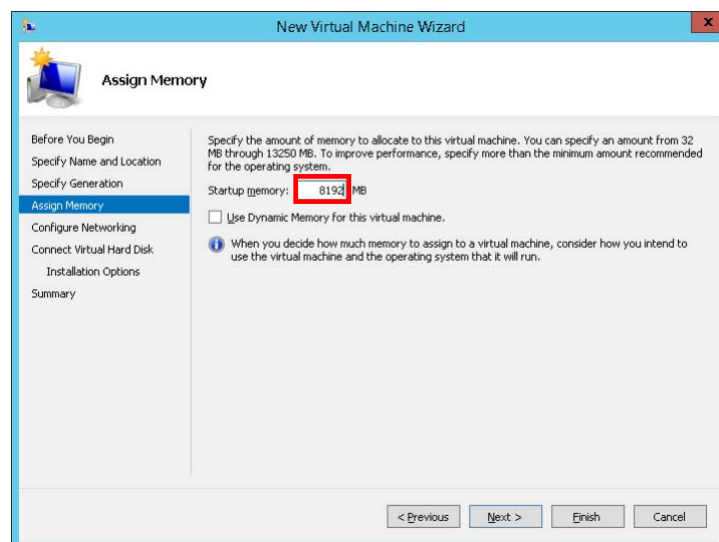 New Virtual Machine Wizard
x
Assign Memory
Before You Begin
Specify Name and Location
Specify Generation
Assign Memory
Configure Networking
Connect Virtual Hard Disk
Installation Options
Summary
Specify the amount of memory to allocate to this virtual machine. You can specify an amount from 32
MB through 13250 MB. To improve performance, specify more than the minimum amount recommended
for the operating system.
Startup memory: 8192 MB
Use Dynamic Memory for this virtual machine.
When you decide how much memory to assign to a virtual machine, consider how you intend to
use the virtual machine and the operating system that it will run.
< Previous Next > Finish Cancel